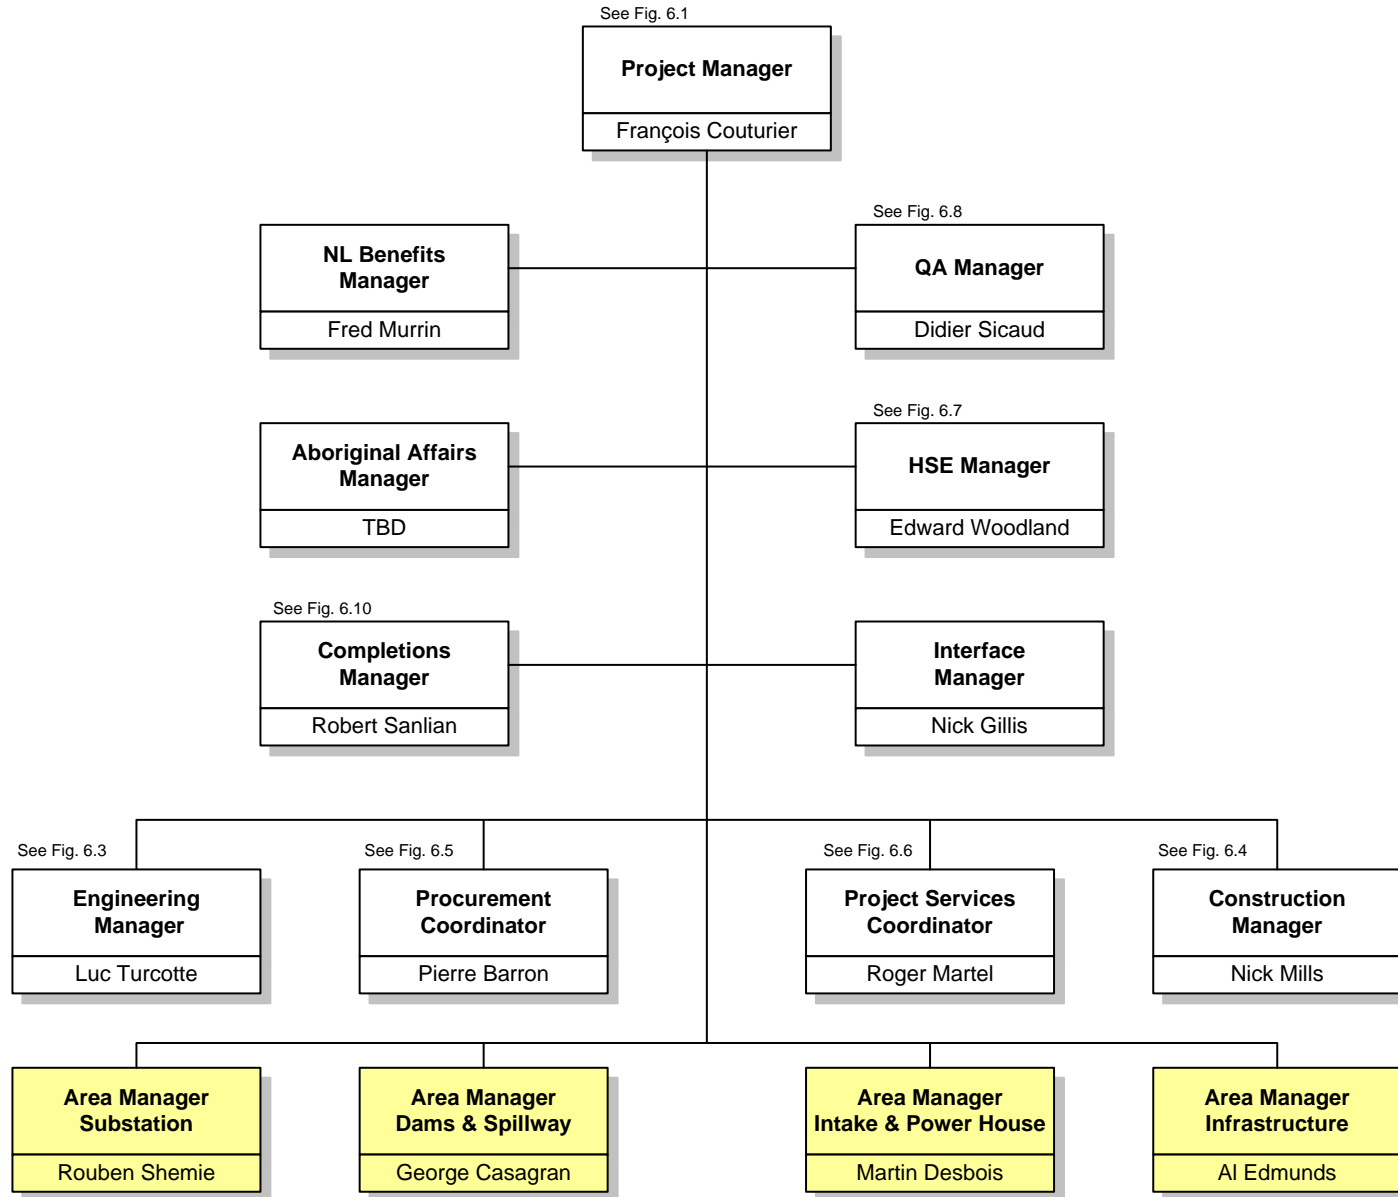 See Fig. 6.1
Project Manager
François Couturier
NL Benefits
Manager
Fred Murrin
See Fig. 6.8
QA Manager
Didier Sicaud
Aboriginal Affairs
Manager
TBD
See Fig. 6.7
HSE Manager
Edward Woodland
See Fig. 6.10
Completions
Manager
Robert Sanlian
Interface
Manager
Nick Gillis
See Fig. 6.3
Engineering
Manager
Luc Turcotte
See Fig. 6.5
Procurement
Coordinator
Pierre Barron
See Fig. 6.6
Project Services
Coordinator
Roger Martel
See Fig. 6.4
Construction
Manager
Nick Mills
Area Manager
Substation
Rouben Shemie
Area Manager
Dams & Spillway
George Casagran
Area Manager
Intake & Power House
Martin Desbois
Area Manager
Infrastructure
Al Edmunds